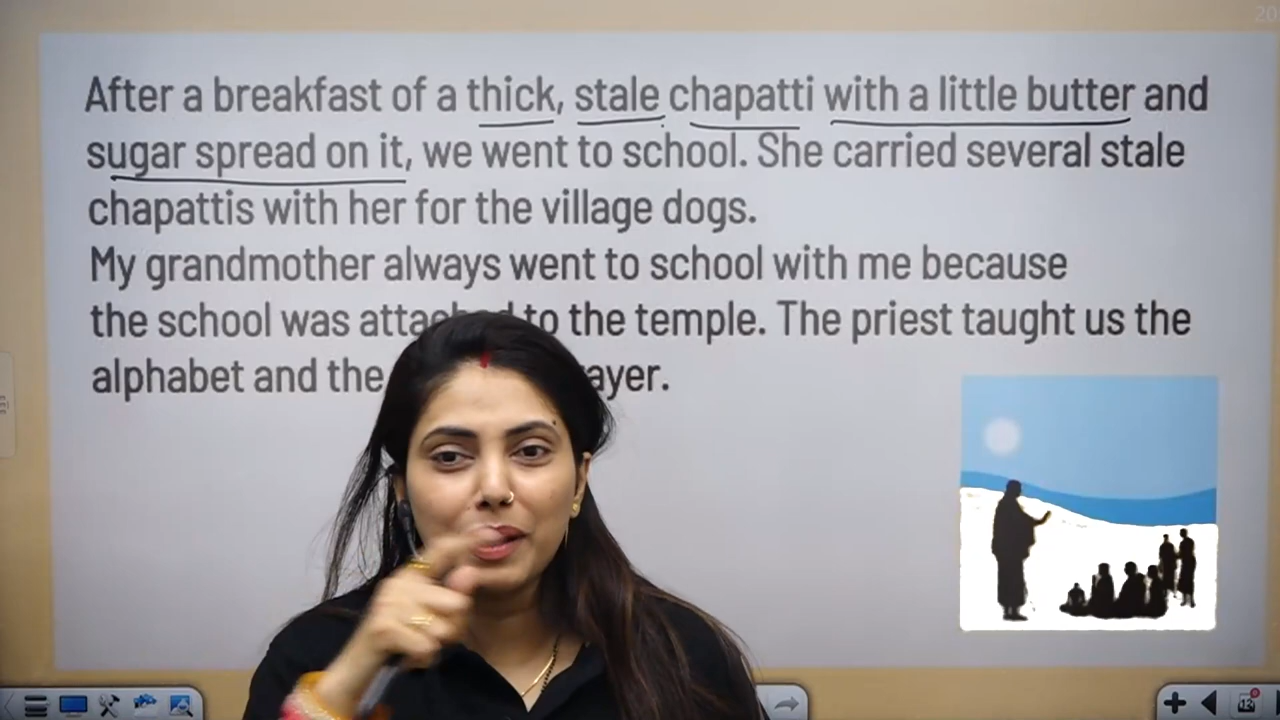 After a breakfast of a thick, stale chapatti with a little butter and
sugar spread on it, we went to school. She carried several stale
chapattis with her for the village dogs.
My grandmother always went to school with me because
the school was to the temple. The priest taught us the
alphabet and the